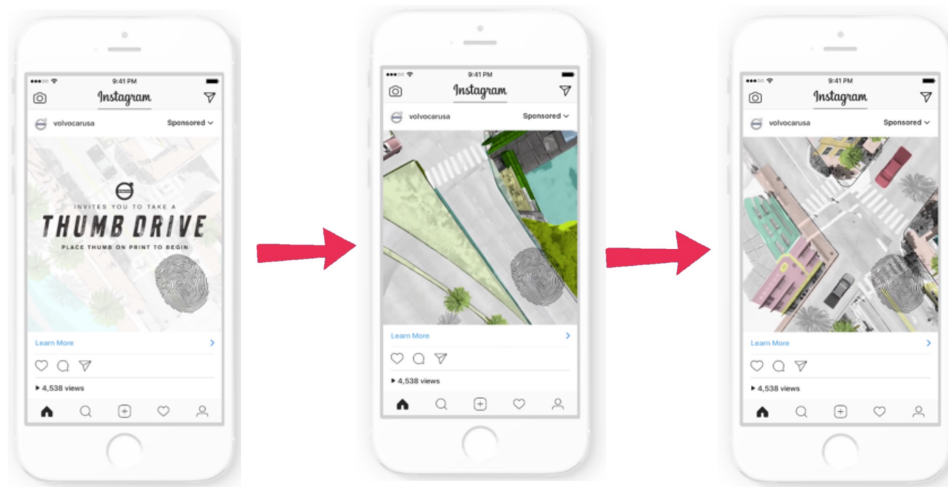 9:41 PM
Instagram
volvocarusa Sponsored
INVITES YOU TO TAKE A
THUMB DRIVE
PLACE THUMB ON PRINT TO BEGIN
Learn More
4,538 views
9:41 PM
Instagram
volvocarusa Sponsored
Learn More
4,538 views
9:41 PM
Instagram
volvocarusa Sponsored
Learn More
4,538 views